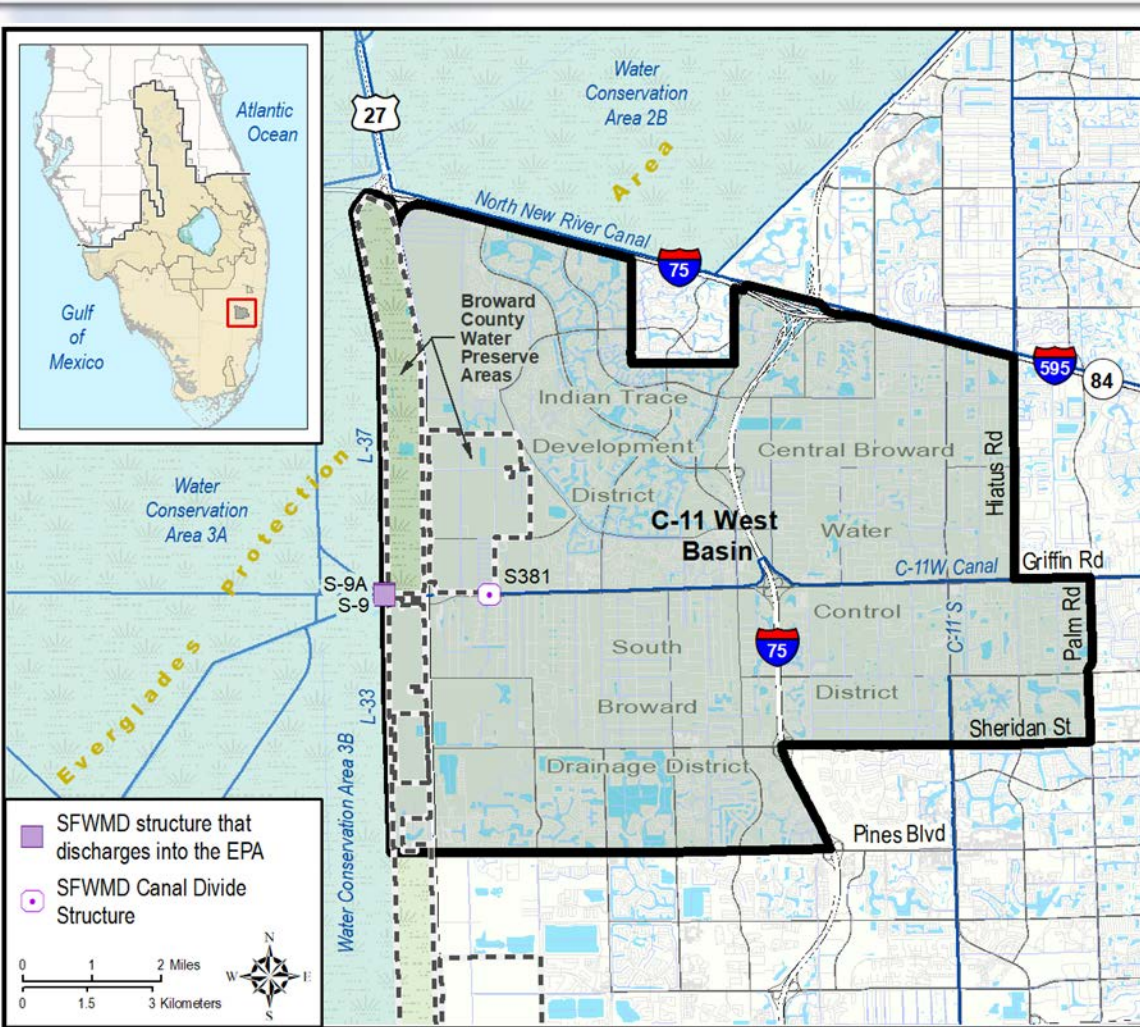 Atlantic
Ocean
Gulf
of
Mexico
27
Water
Conservation
Area 2B
Area
North New River Canal
75
Broward
County
Water
Preserve
Areas
595
84
Indian Trace
Development
District
Central Broward
Water
Control
District
Hiatus Rd
L-37
Water
Conservation
Area 3A
Protection
Everglades
C-11 West
Basin
C-11W Canal
Griffin Rd
S-9A
S-9
S381
C-11 S
Palm Rd
75
South
Broward
Drainage District
Sheridan St
L-33
Water Conservation Area 3B
Pines Blvd
SFWMD structure that
discharges into the EPA
SFWMD Canal Divide
Structure
0 1 2 Miles
0 1.5 3 Kilometers
N
W E
S